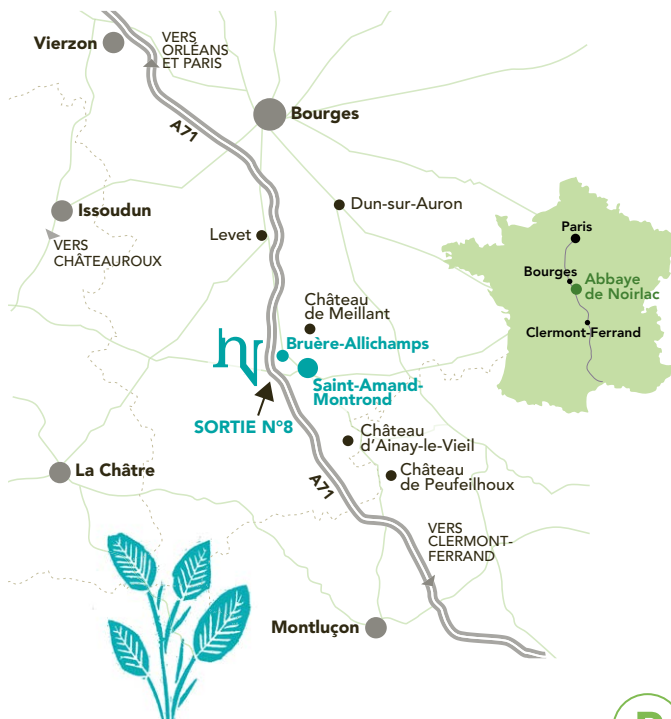 VERS
ORLÉANS
ET PARIS
Vierzon
Bourges
A71
Issoudun
Dun-sur-Auron
Levet
VERS
CHÂTEAUROUX
Paris
Bourges
Abbaye
de Noirlac
Clermont-Ferrand
Château
de Meillant
Bruère-Allichamps
Saint-Amand-
Montrond
SORTIE N°8
Château
d'Ainay-le-Vieil
La Châtre
Château
de Peufeilhoux
A71
VERS
CLERMONT-
FERRAND
Montluçon